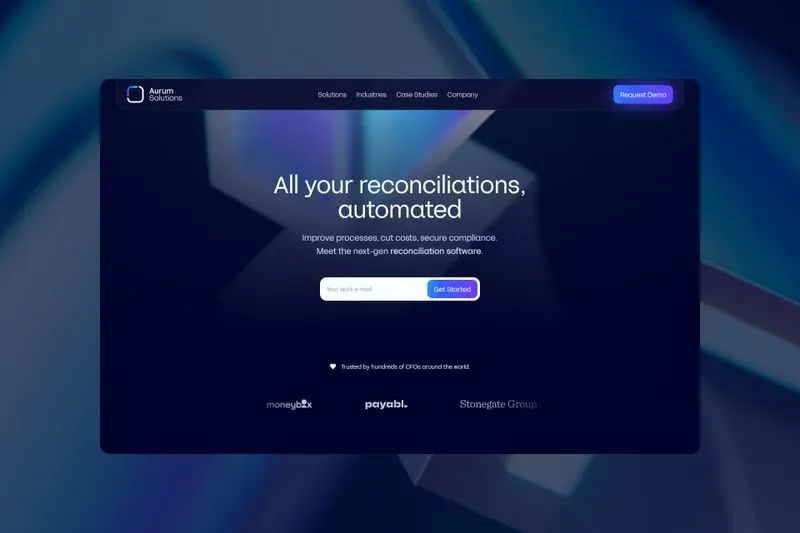 Aurum
Solutions
Solutions Industries Case Studies Company
Request Demo
All your reconciliations,
automated
Improve processes, cut costs, secure compliance.
Meet the next-gen reconciliation software.
Your work e-mail
Get Started
Trusted by hundreds of CFOs around the world.
moneybox payabl. Stonegate Group